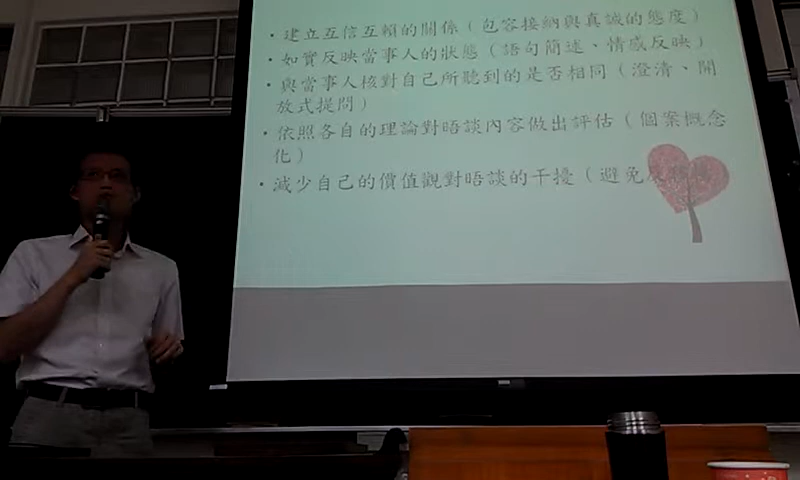 ・建立互信互賴的關係（包容接納與真誠的態度）
・如實反映當事人的狀態（語句簡述、情感反映）
・與當事人核對自己所聽到的是否相同（澄清、開
放式提問）
・依照各自的理論對晤談內容做出評估（個案概念
化）
・減少自己的價值觀對晤談的干擾（避免